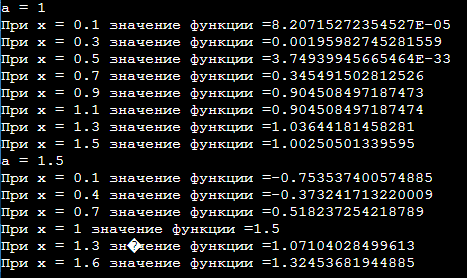 a = 1
При x = 0.1 значение функции =8.20715272354527E-05
При x = 0.3 значение функции =0.00195982745281559
При x = 0.5 значение функции =3.74939945665464E-33
При x = 0.7 значение функции =0.345491502812526
При x = 0.9 значение функции =0.904508497187473
При x = 1.1 значение функции =0.904508497187474
При x = 1.3 значение функции =1.03644181458281
При x = 1.5 значение функции =1.00250501339595
a = 1.5
При x = 0.1 значение функции =-0.753537400574885
При x = 0.4 значение функции =-0.373241713220009
При x = 0.7 значение функции =0.518237254218789
При x = 1 значение функции =1.5
При x = 1.3 зн�чение функции =1.07104028499613
При x = 1.6 значение функции =1.32453681944885